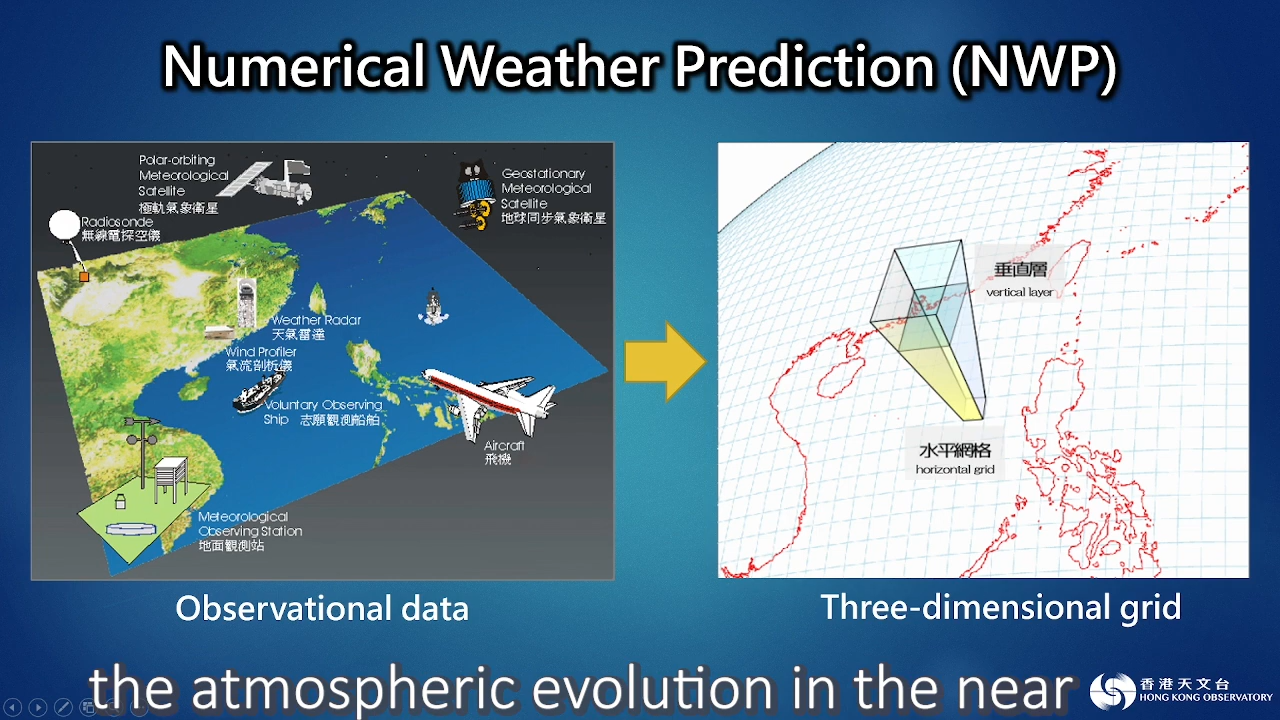 Numerical Weather Prediction (NWP)
Polar-orbiting
Meteorological
Satellite
極軌氣象衛星
Geostationary
Meteorological
Satellite
地球同步氣象衛星
Radiosonde
無線電探空儀
Weather Radar
天氣雷達
Wind Profiler
氣流剖析儀
Voluntary Observing
Ship 志願觀測船舶
Aircraft
飛機
Meteorological
Observing Station
地面觀測站
垂直層
vertical layer
水平網格
horizontal grid
Observational data
Three-dimensional grid
the atmospheric evolution in the near
香港天文台
HONG KONG OBSERVATORY